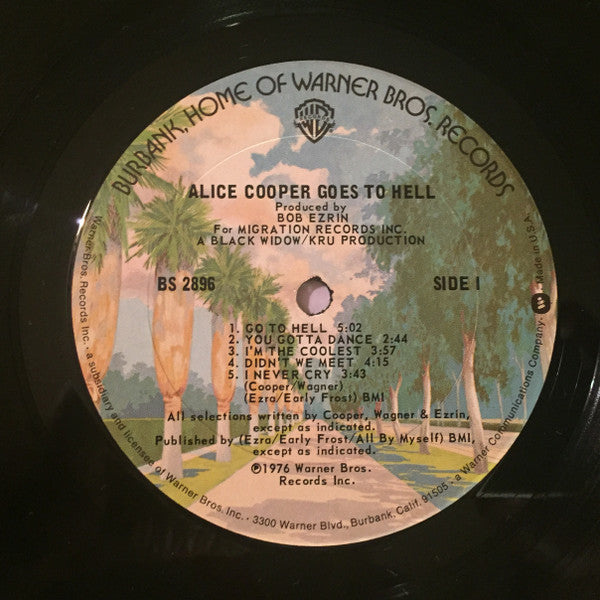 BURBANK, HOME OF WARNER BROS. RECORDS
ALICE COOPER GOES TO HELL
Produced by
BOB EZRIN
For MIGRATION RECORDS INC.
A BLACK WIDOW/KRU PRODUCTION
BS 2896
SIDE 1
1. GO TO HELL 5:02
2. YOU GOTTA DANCE 2:44
3. I'M THE COOLEST 3:57
4. DIDN'T WE MEET 4:15
5. I NEVER CRY 3:43
(Cooper/Wagner)
(Ezra/Early Frost) BMI
All selections written by Cooper, Wagner & Ezrin,
except as indicated.
Published by (Ezra/Early Frost/All By Myself) BMI,
except as indicated.
℗1976 Warner Bros.
Records Inc.
Warner Bros. Records Inc. • a subsidiary and licensee of Warner Bros. Inc. • 3300 Warner Blvd., Burbank, Calif. 91505 • a Warner Communications Company • Made in U.S.A.